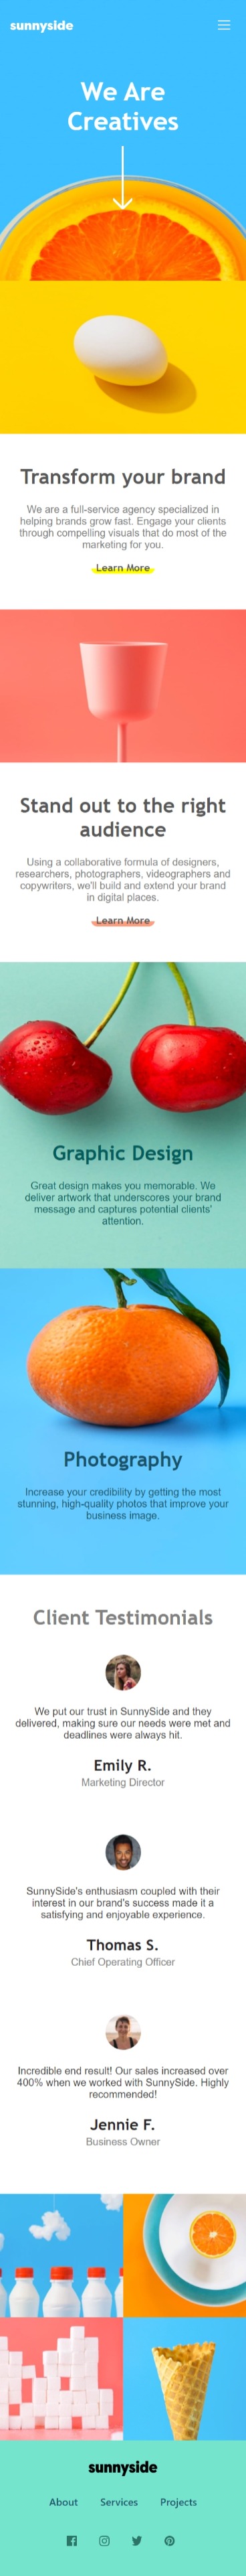 sunnyside
We Are
Creatives
Transform your brand
We are a full-service agency specialized in
helping brands grow fast. Engage your clients
through compelling visuals that do most of the
marketing for you.
Learn More
Stand out to the right
audience
Using a collaborative formula of designers,
researchers, photographers, videographers and
copywriters, we'll build and extend your brand
in digital places.
Learn More
Graphic Design
Great design makes you memorable. We
deliver artwork that underscores your brand
message and captures potential clients'
attention.
Photography
Increase your credibility by getting the most
stunning, high-quality photos that improve your
business image.
Client Testimonials
We put our trust in SunnySide and they
delivered, making sure our needs were met and
deadlines were always hit.
Emily R.
Marketing Director
SunnySide's enthusiasm coupled with their
interest in our brand's success made it a
satisfying and enjoyable experience.
Thomas S.
Chief Operating Officer
Incredible end result! Our sales increased over
400% when we worked with SunnySide. Highly
recommended!
Jennie F.
Business Owner
sunnyside
About Services Projects